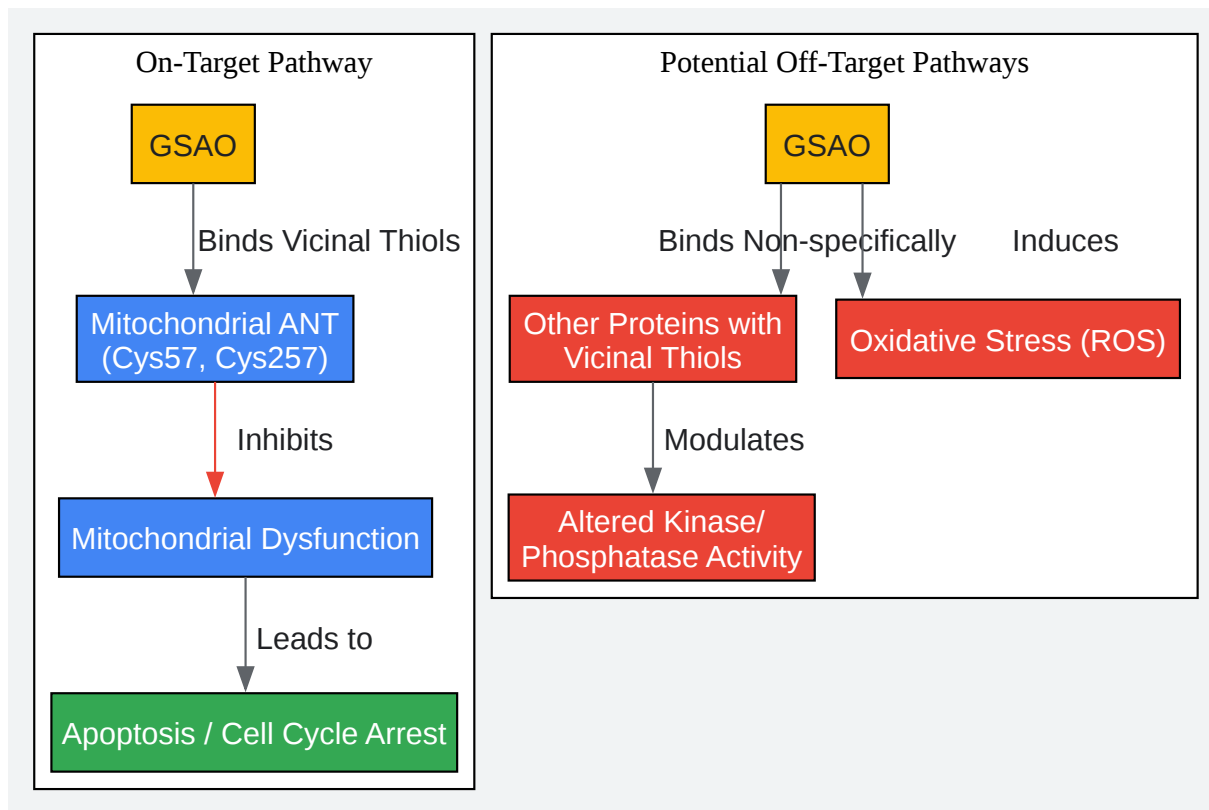 On-Target Pathway
GSAO
Binds Vicinal Thiols
Mitochondrial ANT
(Cys57, Cys257)
Inhibits
Mitochondrial Dysfunction
Leads to
Apoptosis / Cell Cycle Arrest
Potential Off-Target Pathways
GSAO
Binds Non-specifically
Induces
Other Proteins with
Vicinal Thiols
Oxidative Stress (ROS)
Modulates
Altered Kinase/
Phosphatase Activity